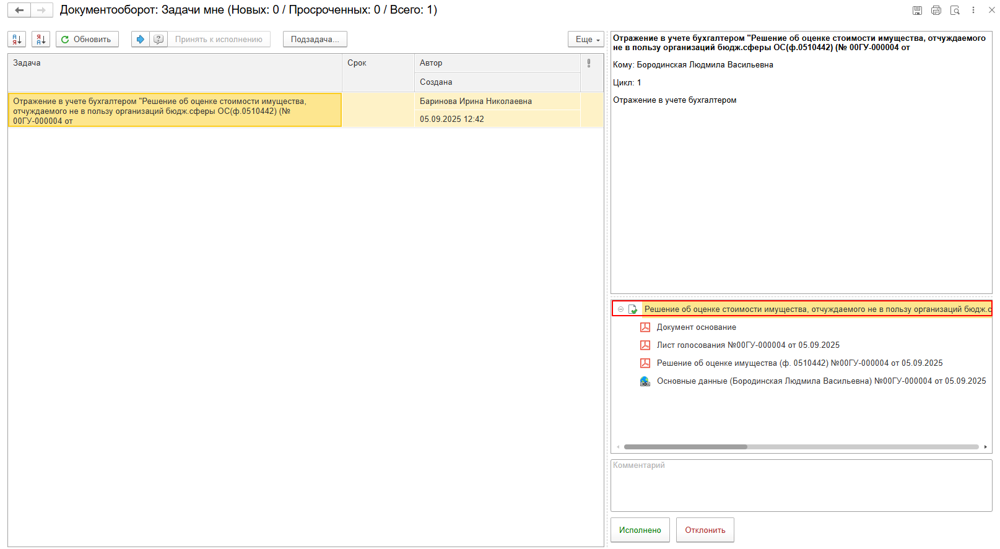 Документооборот: Задачи мне (Новых: 0 / Просроченных: 0 / Всего: 1)
А Я
Я А
Обновить
Принять к исполнению
Подзадача...
Еще
Задача
Срок
Автор
Создана
Отражение в учете бухгалтером "Решение об оценке стоимости имущества,
отчуждаемого не в пользу организаций бюдж.сферы ОС(ф.0510442) (№
00ГУ-000004 от
Баринова Ирина Николаевна
05.09.2025 12:42
Отражение в учете бухгалтером "Решение об оценке стоимости имущества, отчуждаемого
не в пользу организаций бюдж.сферы ОС(ф.0510442) (№ 00ГУ-000004 от
Кому: Бородинская Людмила Васильевна
Цикл: 1
Отражение в учете бухгалтером
Решение об оценке стоимости имущества, отчуждаемого не в пользу организаций бюдж.с
Документ основание
Лист голосования №00ГУ-000004 от 05.09.2025
Решение об оценке имущества (ф. 0510442) №00ГУ-000004 от 05.09.2025
Основные данные (Бородинская Людмила Васильевна) №00ГУ-000004 от 05.09.2025
Комментарий
Исполнено
Отклонить